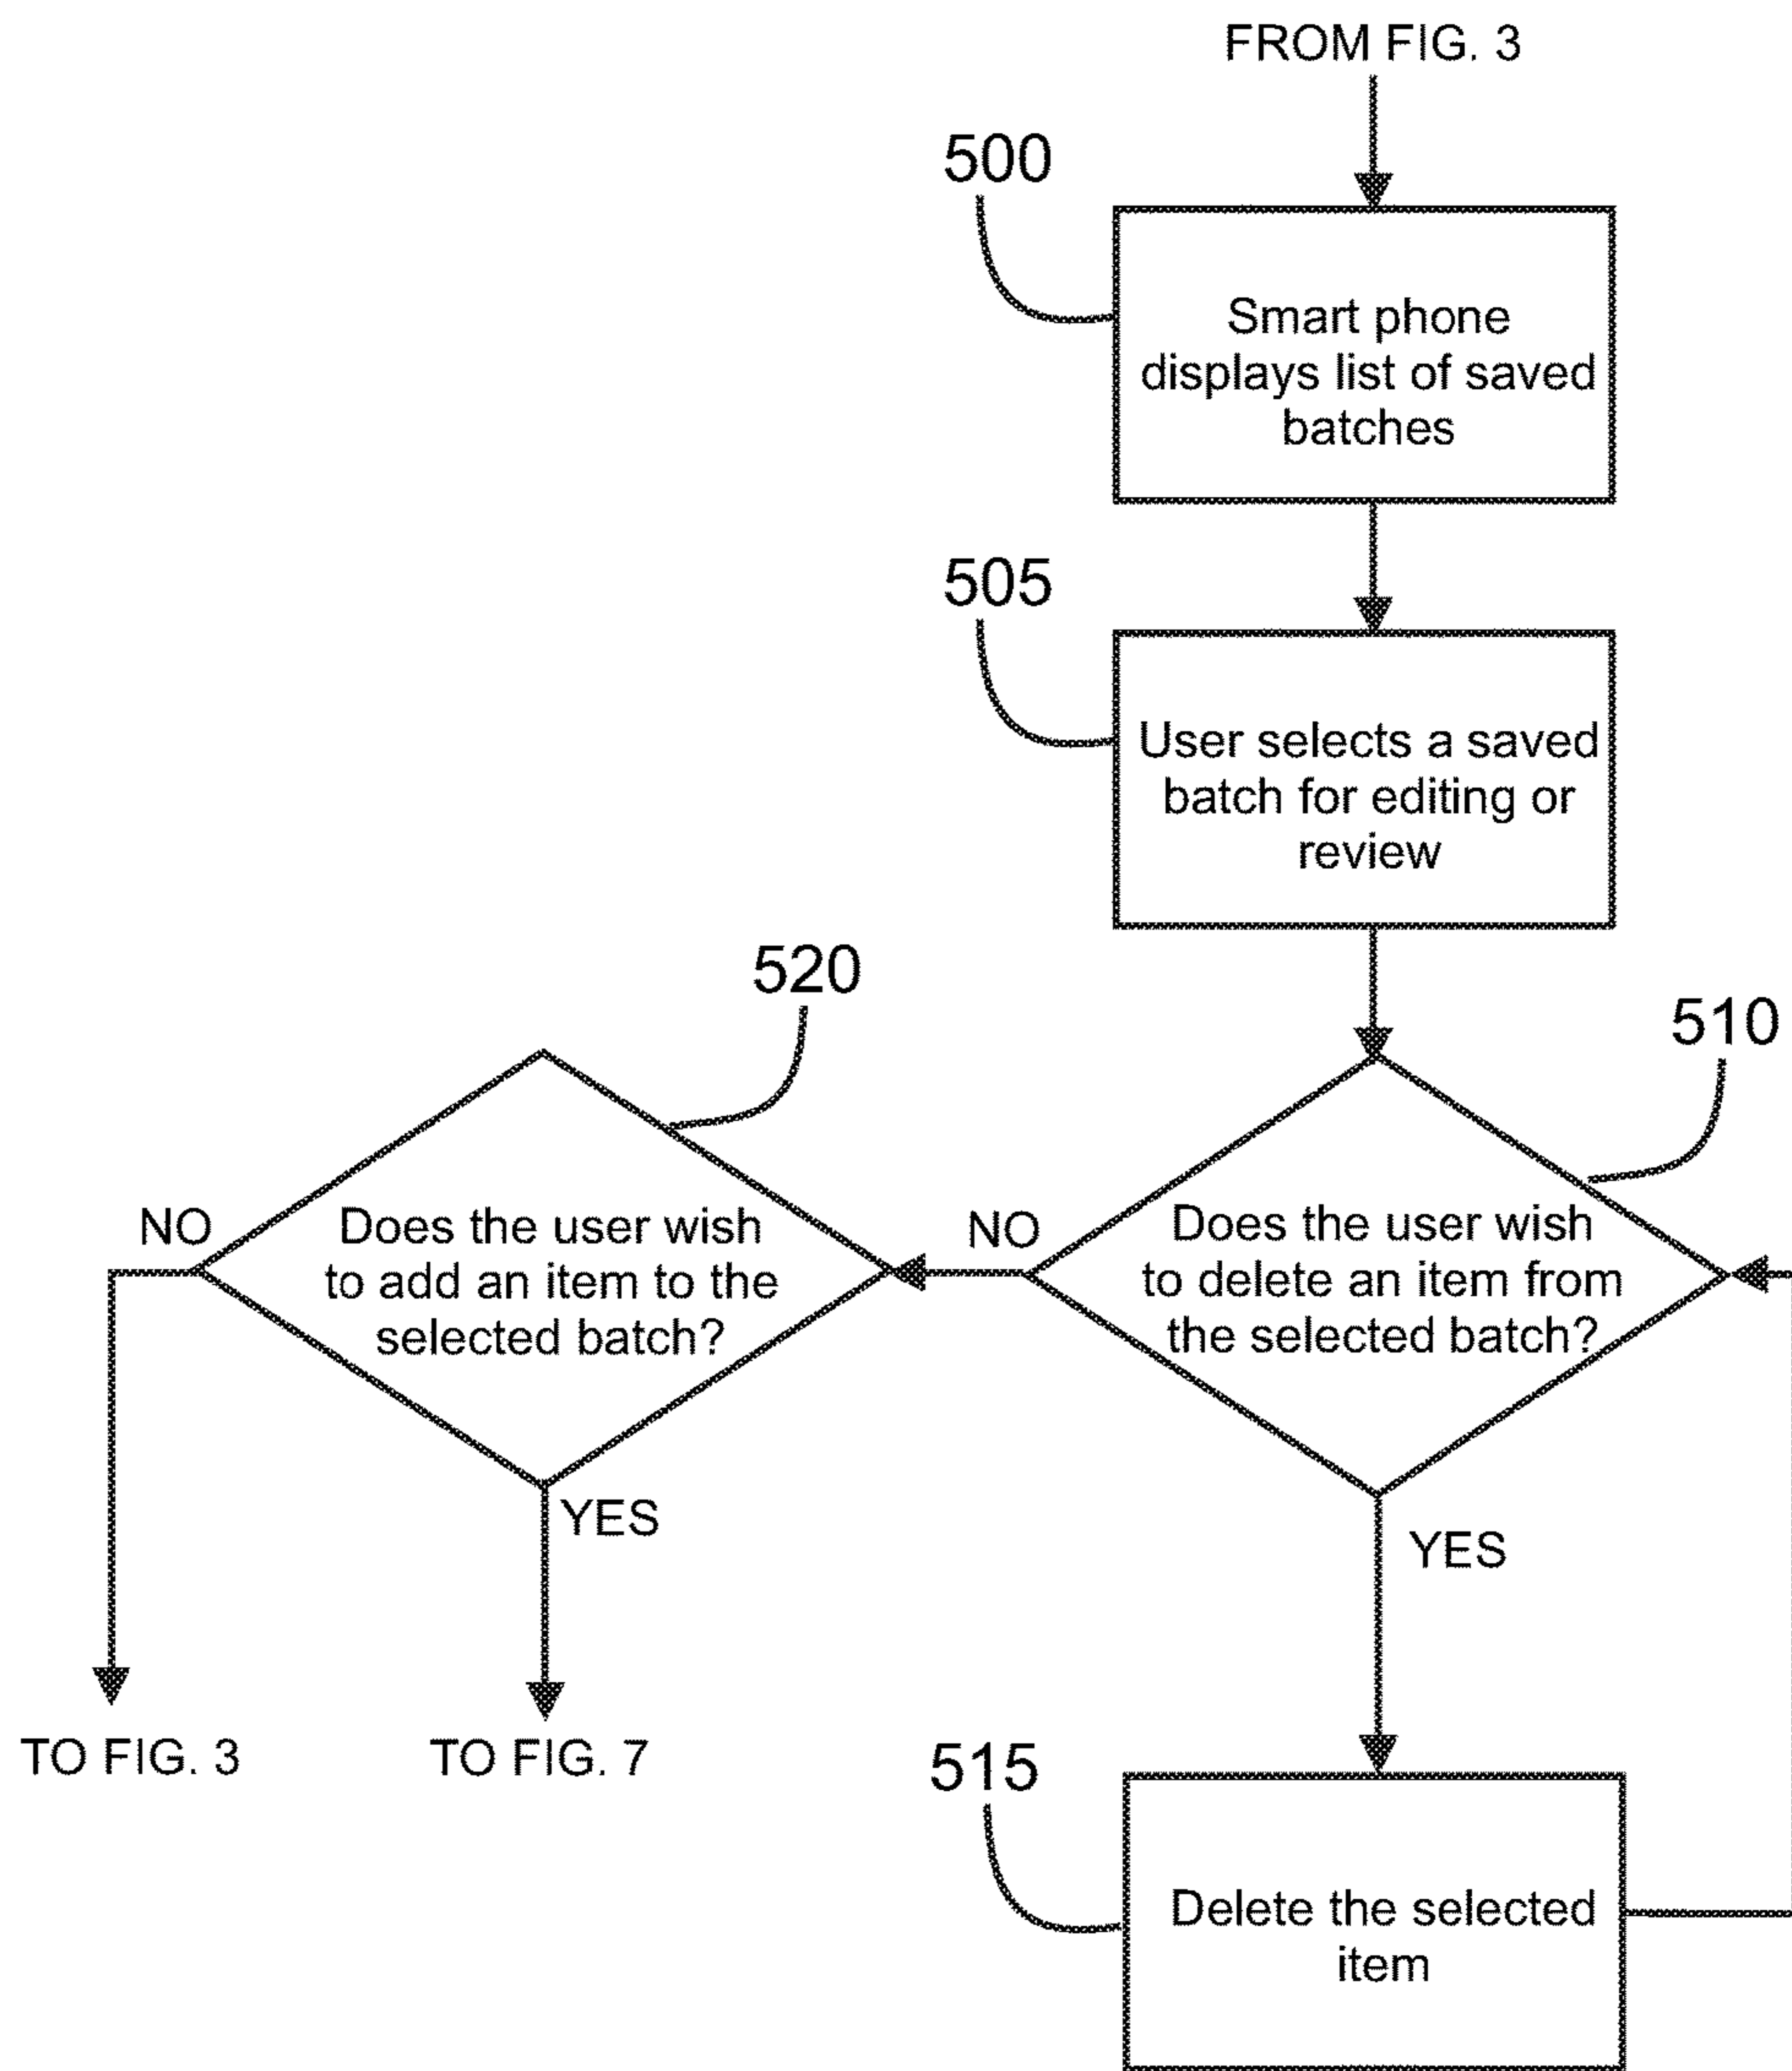 FROM FIG. 3
500
Smart phone
displays list of saved
batches
505
User selects a saved
batch for editing or
review
520
510
NO
Does the user wish
to add an item to the
selected batch?
NO
Does the user wish
to delete an item from
the selected batch?
YES
YES
TO FIG. 3
TO FIG. 7
515
Delete the selected
item